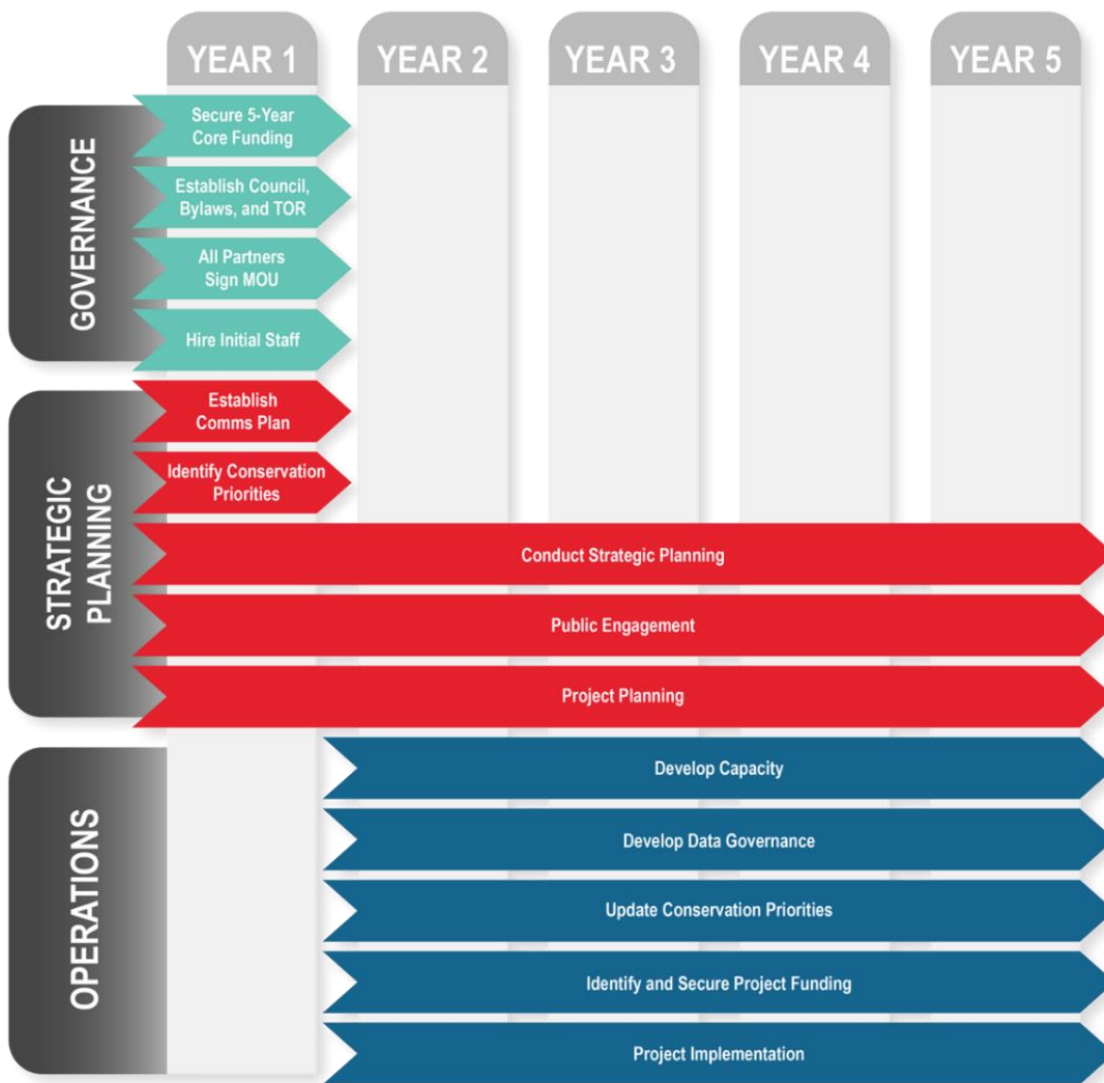 YEAR 1
YEAR 2
YEAR 3
YEAR 4
YEAR 5
GOVERNANCE
Secure 5-Year
Core Funding
Establish Council,
Bylaws, and TOR
All Partners
Sign MOU
Hire Initial Staff
STRATEGIC
PLANNING
Establish
Comms Plan
Identify Conservation
Priorities
Conduct Strategic Planning
Public Engagement
Project Planning
OPERATIONS
Develop Capacity
Develop Data Governance
Update Conservation Priorities
Identify and Secure Project Funding
Project Implementation